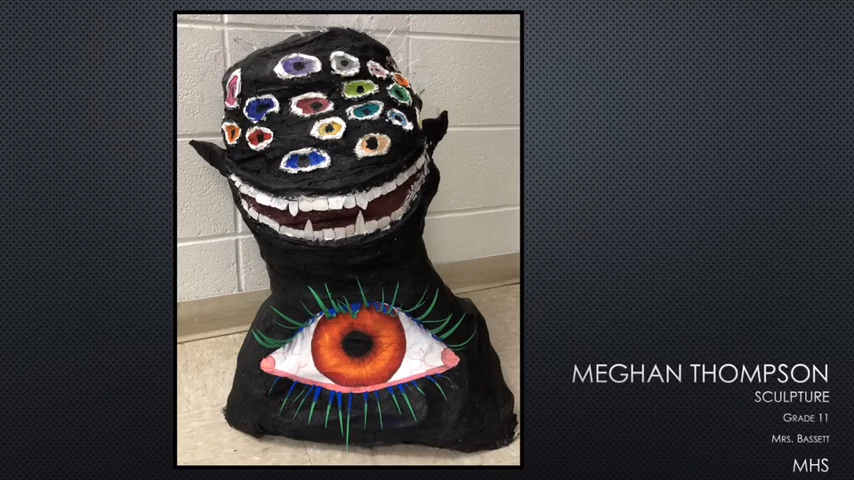 MEGHAN THOMPSON
SCULPTURE
GRADE 11
MRS. BASSETT
MHS